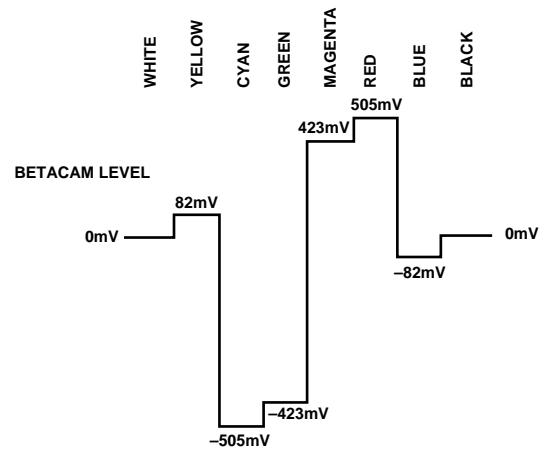 WHITE
YELLOW
CYAN
GREEN
MAGENTA
RED
BLUE
BLACK
505mV
423mV
BETACAM LEVEL
82mV
0mV
0mV
−82mV
−423mV
−505mV